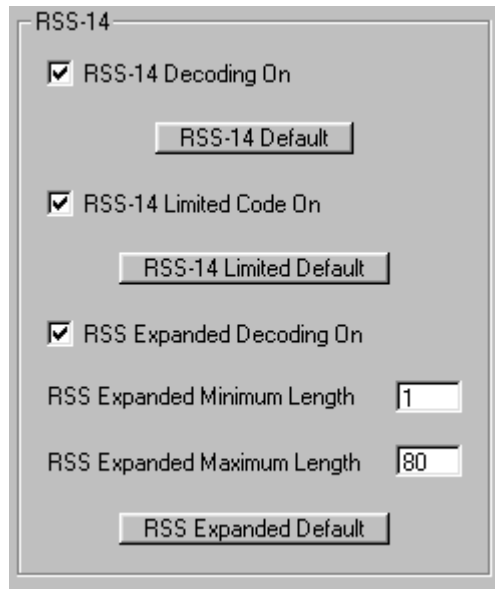 RSS-14
RSS-14 Decoding On
RSS-14 Default
RSS-14 Limited Code On
RSS-14 Limited Default
RSS Expanded Decoding On
RSS Expanded Minimum Length 1
RSS Expanded Maximum Length 80
RSS Expanded Default